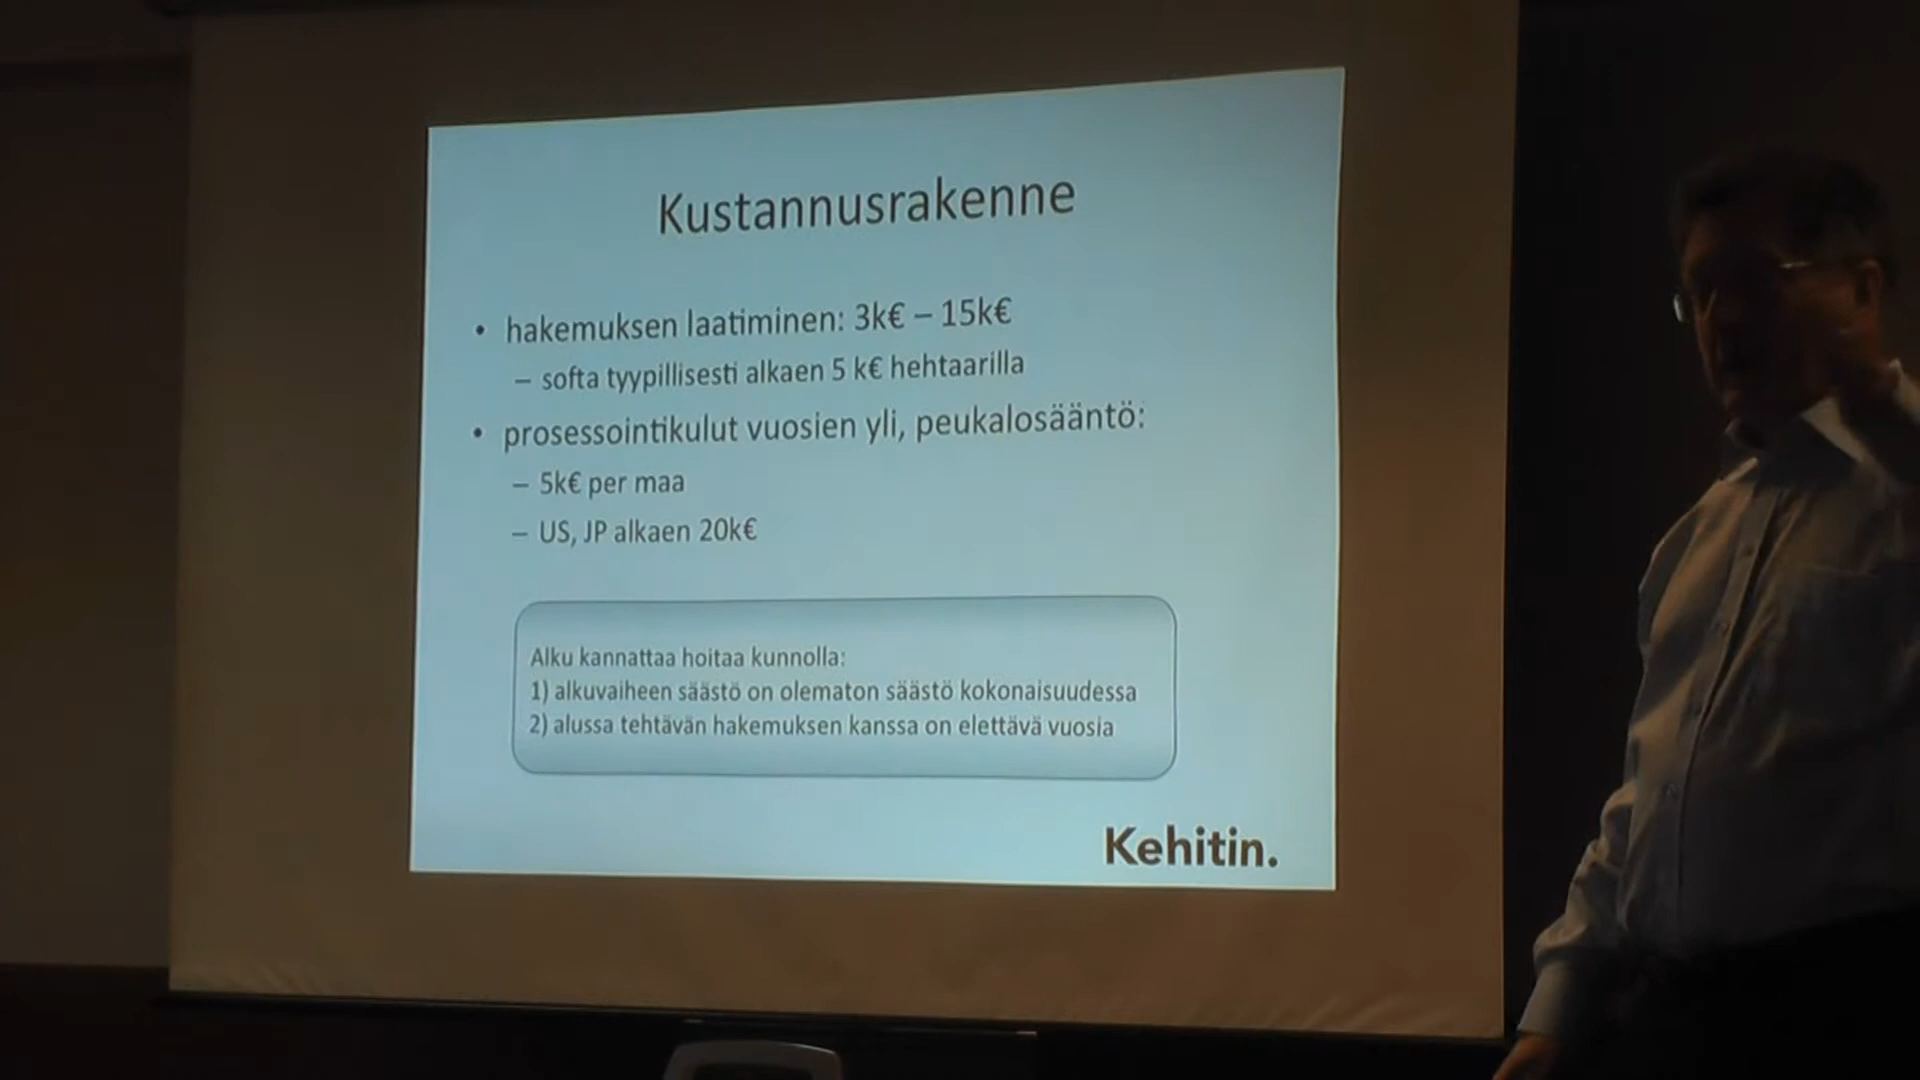 Kustannusrakenne
• hakemuksen laatiminen: 3k€ – 15k€
– softa tyypillisesti alkaen 5 k€ hehtaarilla
• prosessointikulut vuosien yli, peukalosääntö:
– 5k€ per maa
– US, JP alkaen 20k€
Alku kannattaa hoitaa kunnolla:
1) alkuvaiheen säästö on olematon säästö kokonaisuudessa
2) alussa tehtävän hakemuksen kanssa on elettävä vuosia
Kehitin.